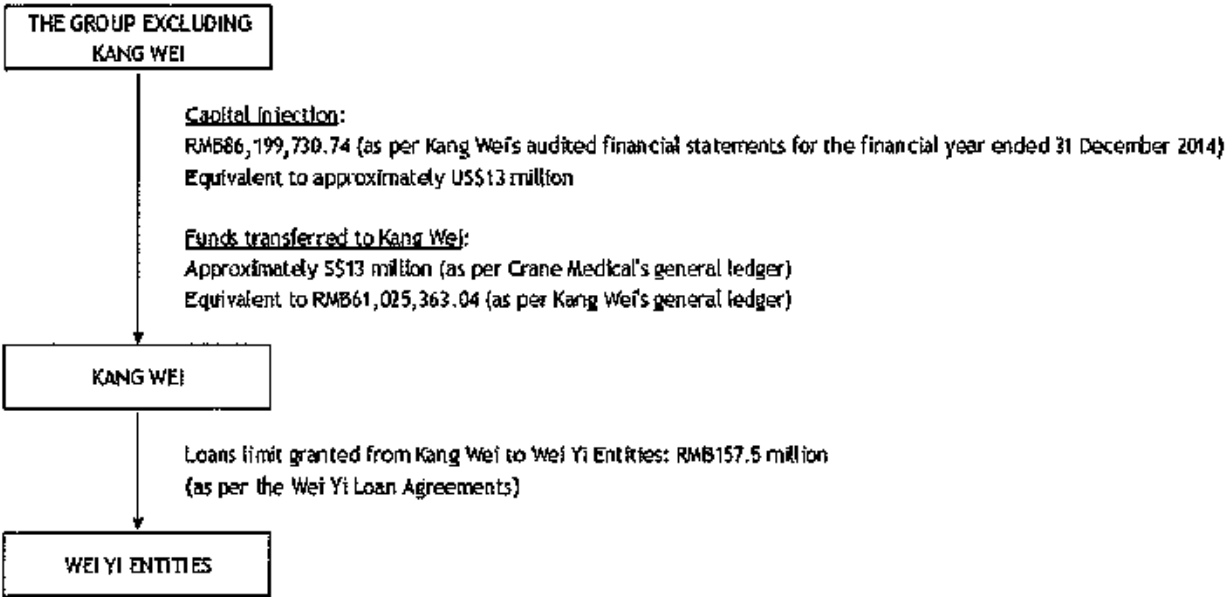 THE GROUP EXCLUDING
KANG WEI
Capital Injection:
RMB86,199,730.74 (as per Kang Wei's audited financial statements for the financial year ended 31 December 2014)
Equivalent to approximately US$13 million
Funds transferred to Kang Wei:
Approximately S$13 million (as per Crane Medical's general ledger)
Equivalent to RMB61,025,363.04 (as per Kang Wei's general ledger)
KANG WEI
Loans limit granted from Kang Wei to Wei Yi Entities: RMB157.5 million
(as per the Wei Yi Loan Agreements)
WEI YI ENTITIES